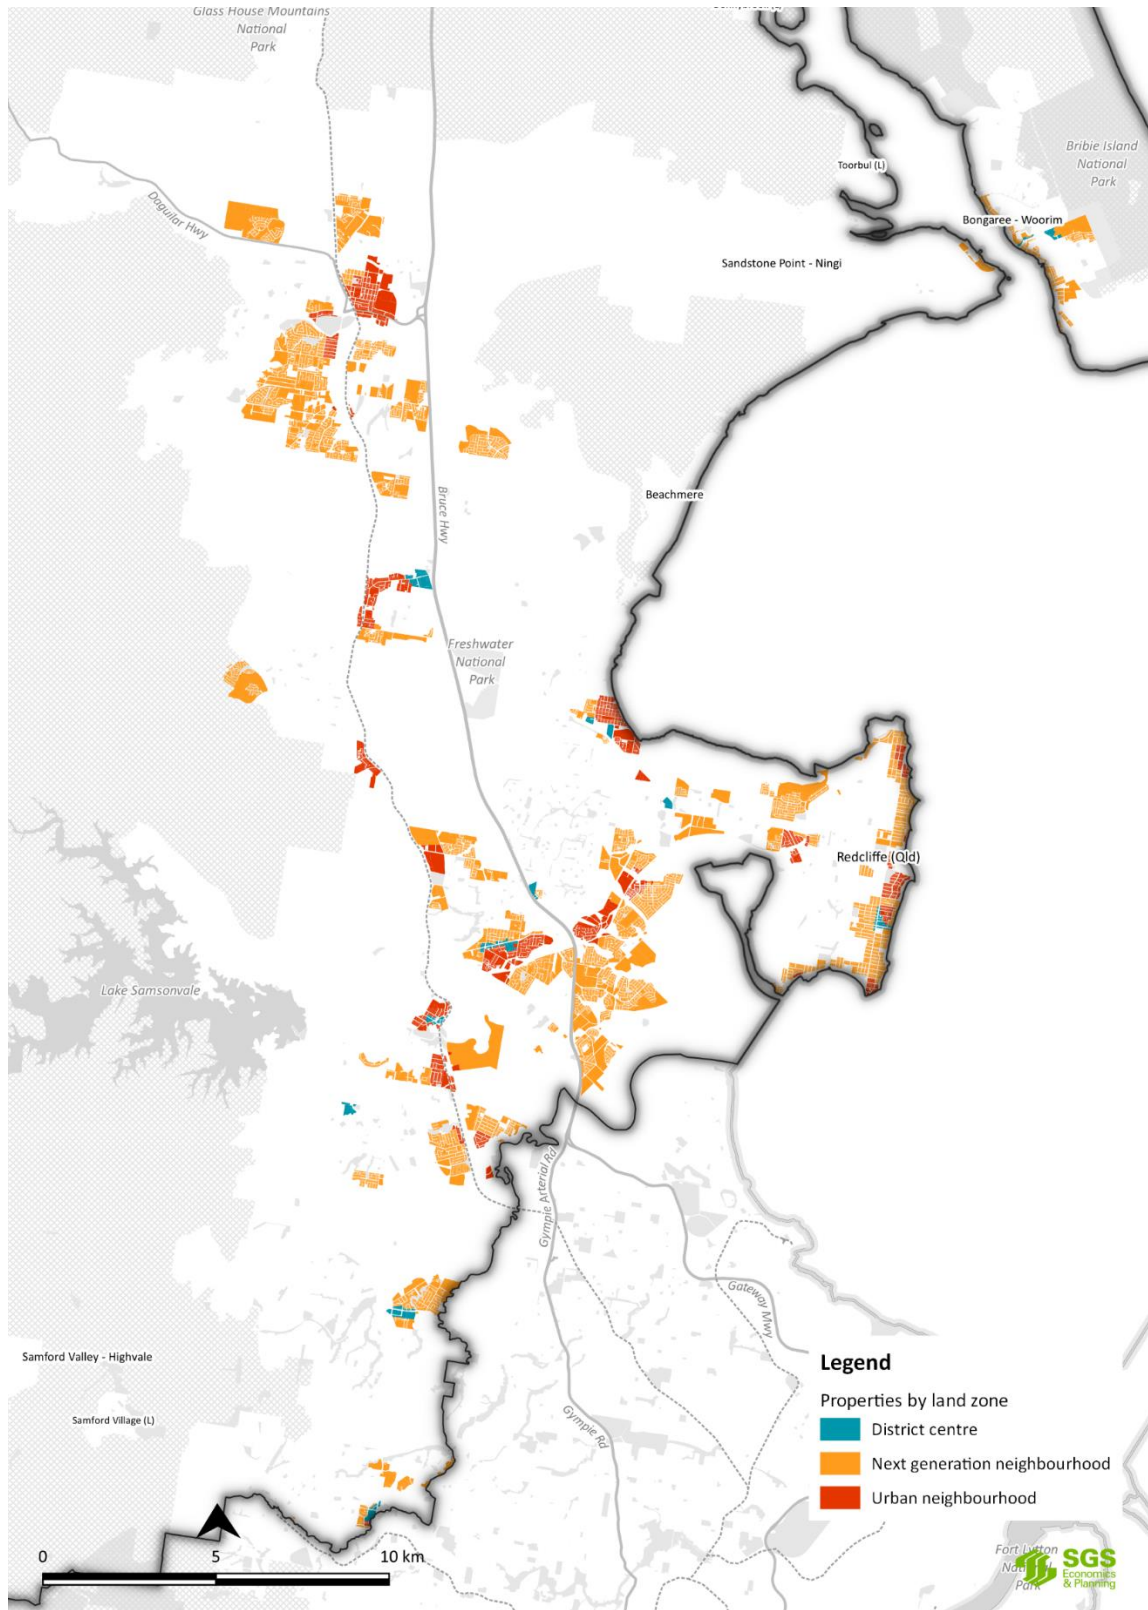 Glass House Mountains
National
Park
Toorbul (L)
Bribie Island
National
Park
Daguilar Hwy
Bongaree - Woorim
Sandstone Point - Ningi
Bruce Hwy
Beachmere
Freshwater
National
Park
Redcliffe (Qld)
Lake Samsonvale
Gympie Arterial Rd
Gateway Mwy
Samford Valley - Highvale
Samford Village (L)
Gympie Rd
Legend
Properties by land zone
District centre
Next generation neighbourhood
Urban neighbourhood
0 5 10 km
Fort Lytton
Park
SGS
Economics
& Planning